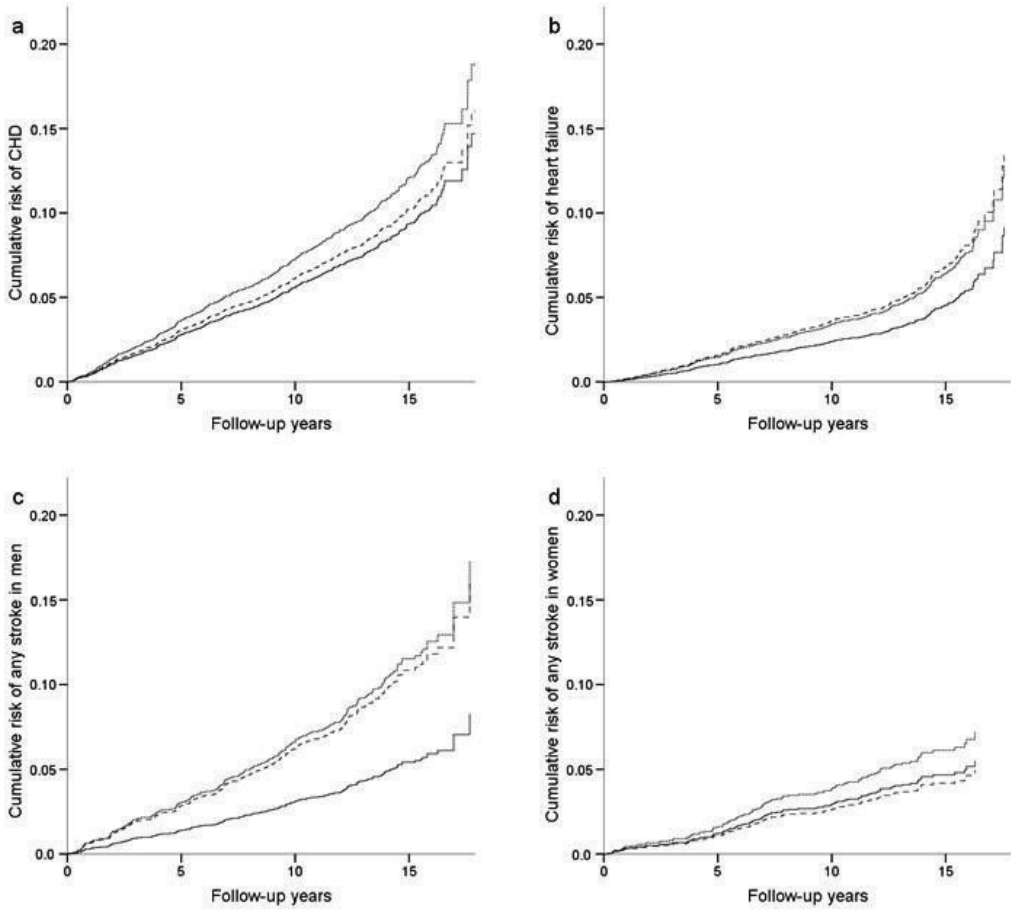 a
Cumulative risk of CHD
0.20
0.15
0.10
0.05
0.0
0 5 10 15
Follow-up years
b
Cumulative risk of heart failure
0.20
0.15
0.10
0.05
0.0
0 5 10 15
Follow-up years
c
Cumulative risk of any stroke in men
0.20
0.15
0.10
0.05
0.0
0 5 10 15
Follow-up years
d
Cumulative risk of any stroke in women
0.20
0.15
0.10
0.05
0.0
0 5 10 15
Follow-up years